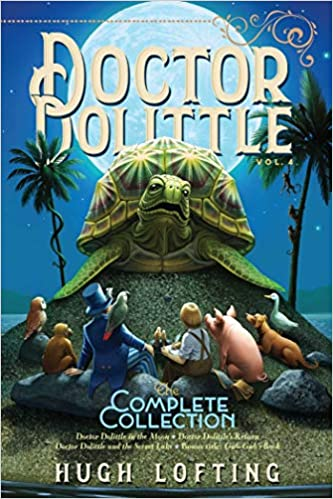 DOCTOR
DOLITTLE
VOL. 4
The
COMPLETE
COLLECTION
Doctor Dolittle in the Moon • Doctor Dolittle's Return
Doctor Dolittle and the Secret Lake • Bonus title: Gub-Gub's Book
HUGH LOFTING